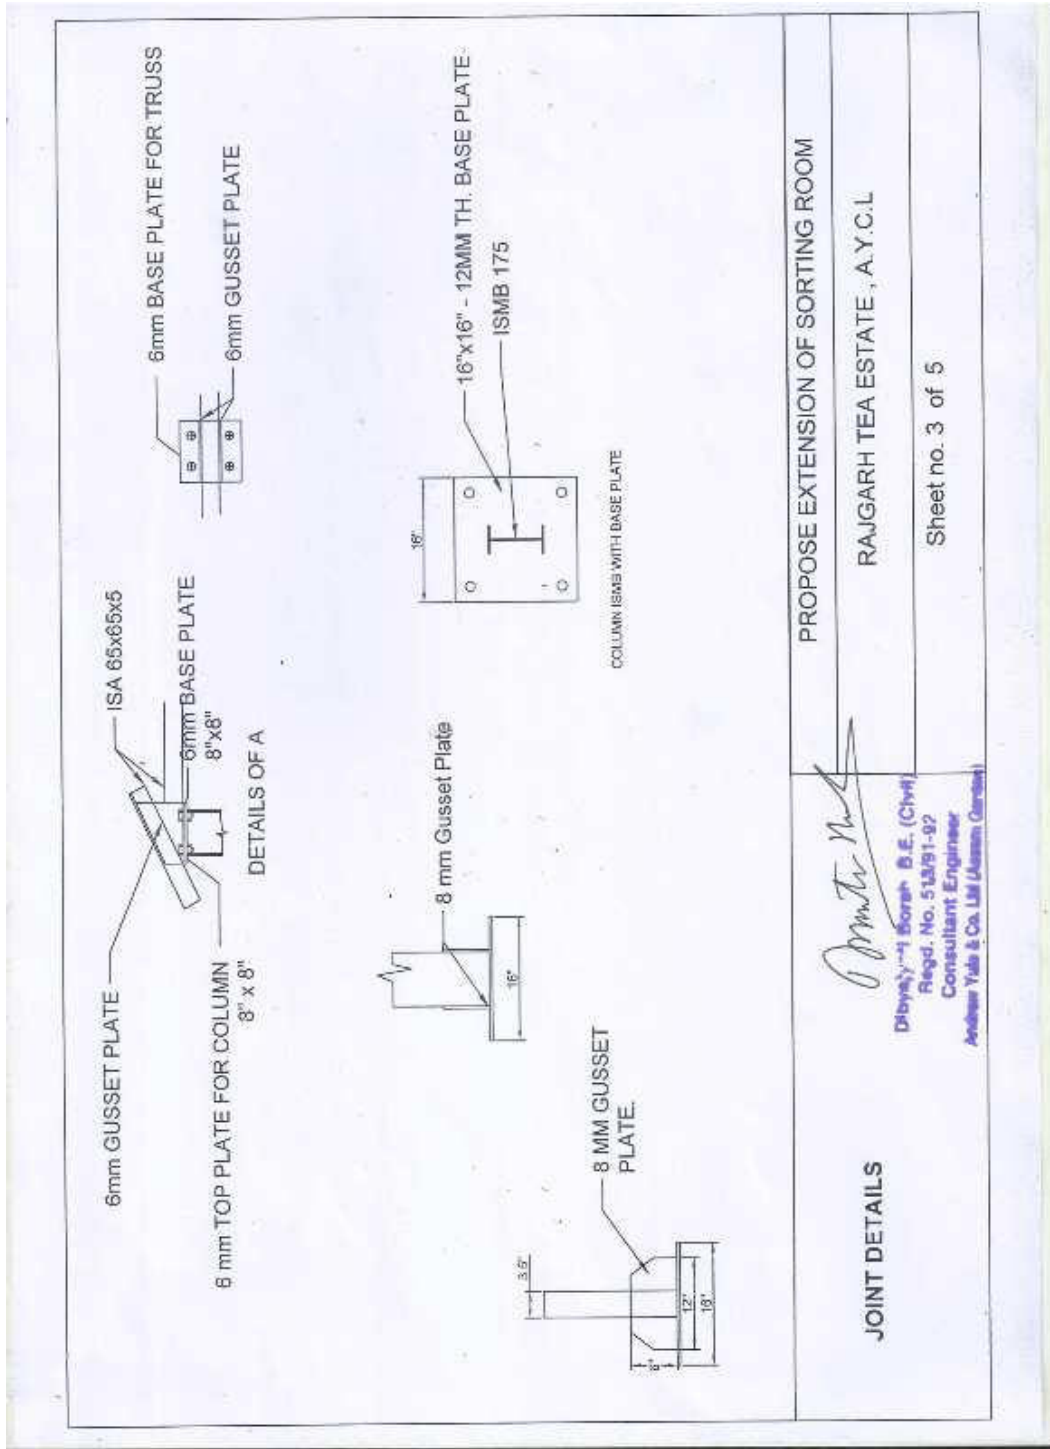 ISA 65x65x5
6mm GUSSET PLATE
6mm BASE PLATE
8"x8"
6 mm TOP PLATE FOR COLUMN
8" x 8"
DETAILS OF A
6mm BASE PLATE FOR TRUSS
6mm GUSSET PLATE
3.5"
8 MM GUSSET
PLATE.
12"
16"
8 mm Gusset Plate
16"
16"
16"x16" - 12MM TH. BASE PLATE
ISMB 175
COLUMN ISMB WITH BASE PLATE
JOINT DETAILS
PROPOSE EXTENSION OF SORTING ROOM
RAJGARH TEA ESTATE , A.Y.C.L
Sheet no. 3 of 5
Borah B.E. (Civil)
Regd. No. 513/91-92
Consultant Engineer
Andrew Yule & Co. Ltd (Assam Garden)